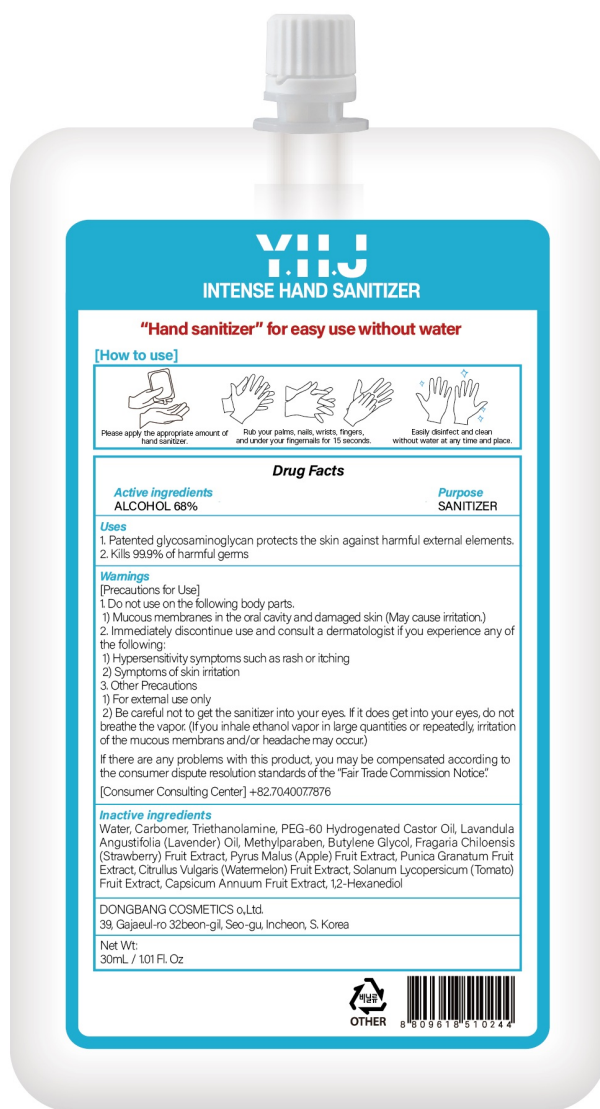 Y.H.J
INTENSE HAND SANITIZER
“Hand sanitizer” for easy use without water
[How to use]
Please apply the appropriate amount of
hand sanitizer.
Rub your palms, nails, wrists, fingers,
and under your fingernails for 15 seconds.
Easily disinfect and clean
without water at any time and place.
Drug Facts
Active ingredients Purpose
ALCOHOL 68% SANITIZER
Uses
1. Patented glycosaminoglycan protects the skin against harmful external elements.
2. Kills 99.9% of harmful germs
Warnings
[Precautions for Use]
1. Do not use on the following body parts.
1) Mucous membranes in the oral cavity and damaged skin (May cause irritation.)
2. Immediately discontinue use and consult a dermatologist if you experience any of
the following:
1) Hypersensitivity symptoms such as rash or itching
2) Symptoms of skin irritation
3. Other Precautions
1) For external use only
2) Be careful not to get the sanitizer into your eyes. If it does get into your eyes, do not
breathe the vapor. (If you inhale ethanol vapor in large quantities or repeatedly, irritation
of the mucous membrans and/or headache may occur.)
If there are any problems with this product, you may be compensated according to
the consumer dispute resolution standards of the “Fair Trade Commission Notice”.
[Consumer Consulting Center] +82.70.4007.7876
Inactive ingredients
Water, Carbomer, Triethanolamine, PEG-60 Hydrogenated Castor Oil, Lavandula
Angustifolia (Lavender) Oil, Methylparaben, Butylene Glycol, Fragaria Chiloensis
(Strawberry) Fruit Extract, Pyrus Malus (Apple) Fruit Extract, Punica Granatum Fruit
Extract, Citrullus Vulgaris (Watermelon) Fruit Extract, Solanum Lycopersicum (Tomato)
Fruit Extract, Capsicum Annuum Fruit Extract, 1,2-Hexanediol
DONGBANG COSMETICS o,Ltd.
39, Gajaeul-ro 32beon-gil, Seo-gu, Incheon, S. Korea
Net Wt:
30mL / 1.01 Fl. Oz
비닐류
OTHER
8 809618 510244